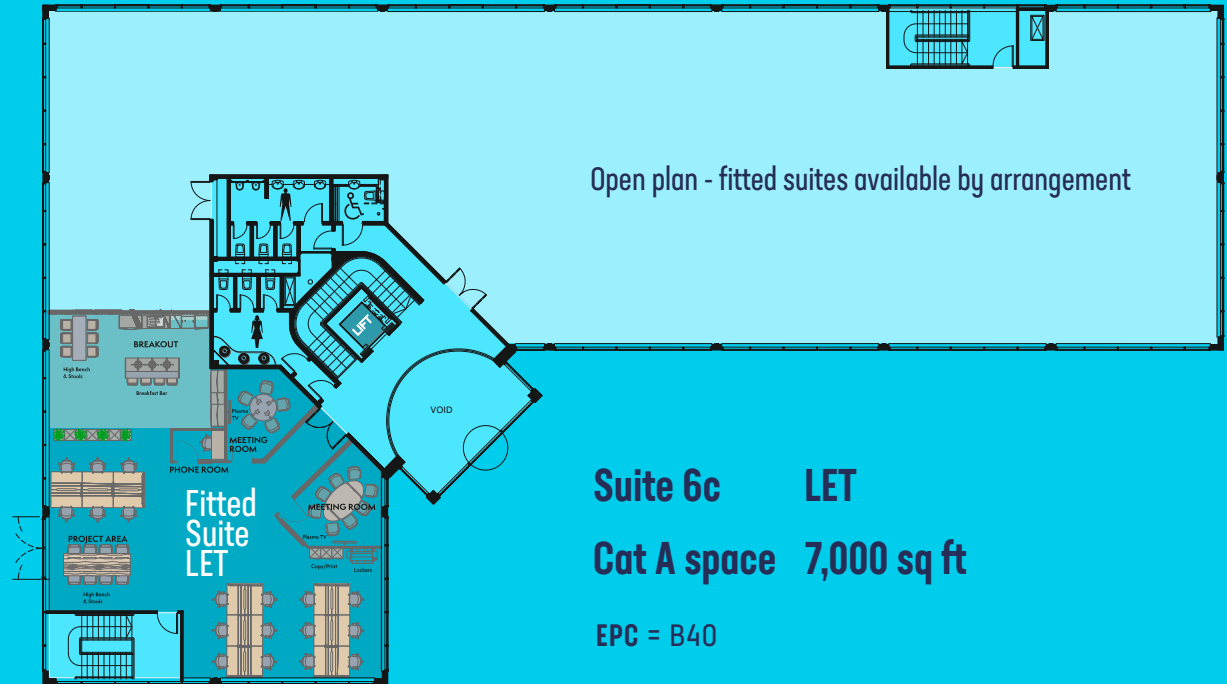 Open plan - fitted suites available by arrangement
LIFT
BREAKOUT
High Bench
& Stools
Breakfast Bar
VOID
Plasma
TV
MEETING
ROOM
PHONE ROOM
Fitted
Suite
LET
MEETING ROOM
Plasma TV
PROJECT AREA
Copy/Print
Lockers
High Bench
& Stools
Suite 6c LET
Cat A space 7,000 sq ft
EPC = B40